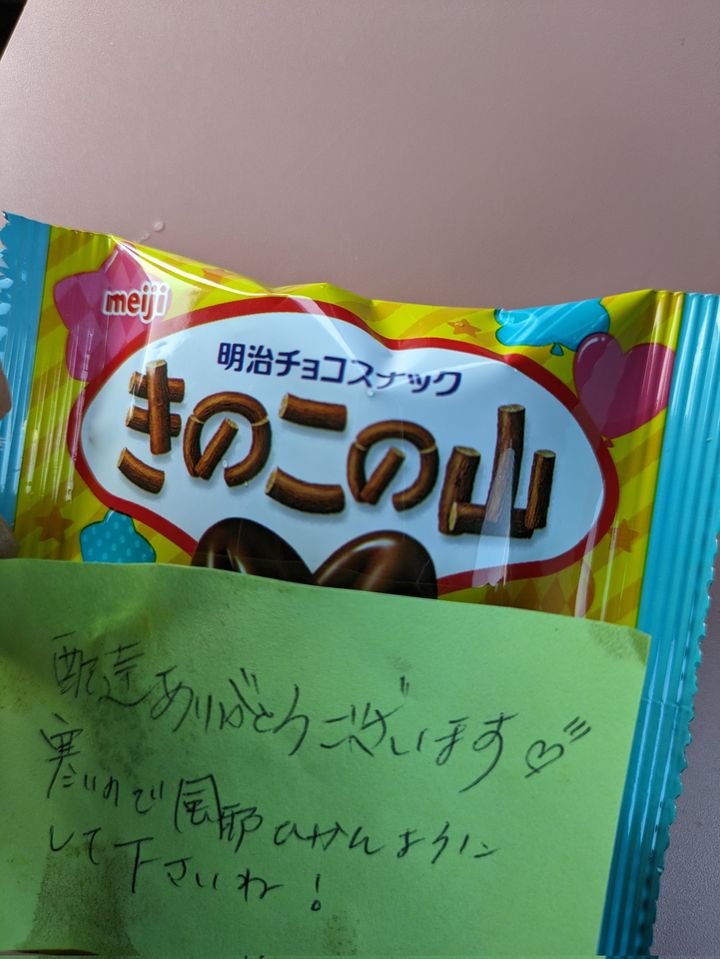 meiji
明治チョコスナック
きのこの山
配達ありがとうございます♡
寒いので風邪ひかんように
して下さいね！